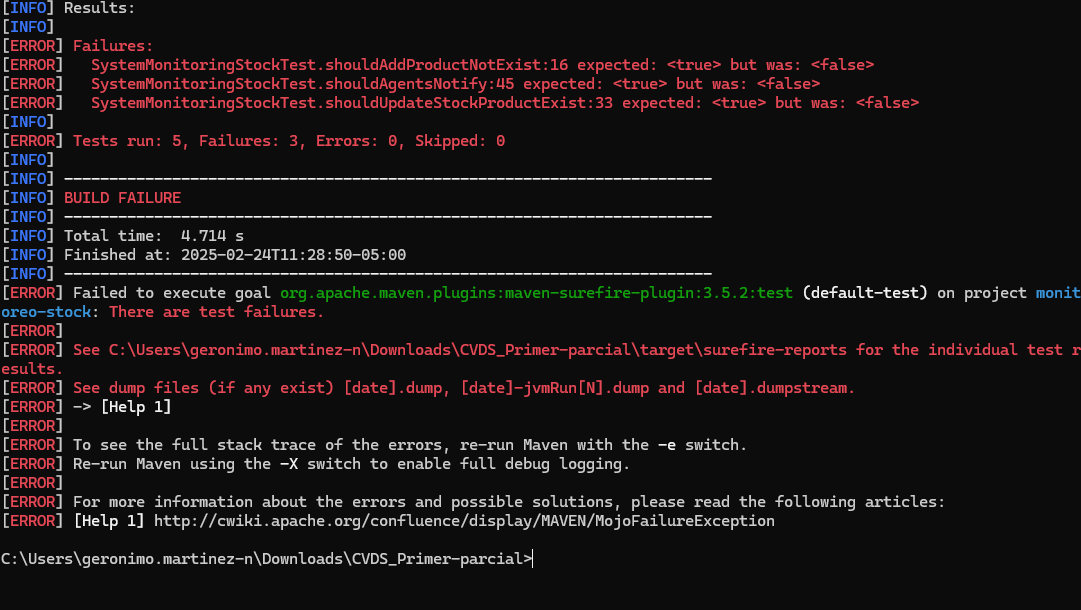 [INFO] Results:
[INFO]
[ERROR] Failures:
[ERROR]   SystemMonitoringStockTest.shouldAddProductNotExist:16 expected: <true> but was: <false>
[ERROR]   SystemMonitoringStockTest.shouldAgentsNotify:45 expected: <true> but was: <false>
[ERROR]   SystemMonitoringStockTest.shouldUpdateStockProductExist:33 expected: <true> but was: <false>
[INFO]
[ERROR] Tests run: 5, Failures: 3, Errors: 0, Skipped: 0
[INFO]
[INFO] ------------------------------------------------------------------------
[INFO] BUILD FAILURE
[INFO] ------------------------------------------------------------------------
[INFO] Total time:  4.714 s
[INFO] Finished at: 2025-02-24T11:28:50-05:00
[INFO] ------------------------------------------------------------------------
[ERROR] Failed to execute goal org.apache.maven.plugins:maven-surefire-plugin:3.5.2:test (default-test) on project monit
oreo-stock: There are test failures.
[ERROR]
[ERROR] See C:\Users\geronimo.martinez-n\Downloads\CVDS_Primer-parcial\target\surefire-reports for the individual test r
esults.
[ERROR] See dump files (if any exist) [date].dump, [date]-jvmRun[N].dump and [date].dumpstream.
[ERROR] -> [Help 1]
[ERROR]
[ERROR] To see the full stack trace of the errors, re-run Maven with the -e switch.
[ERROR] Re-run Maven using the -X switch to enable full debug logging.
[ERROR]
[ERROR] For more information about the errors and possible solutions, please read the following articles:
[ERROR] [Help 1] http://cwiki.apache.org/confluence/display/MAVEN/MojoFailureException
C:\Users\geronimo.martinez-n\Downloads\CVDS_Primer-parcial>